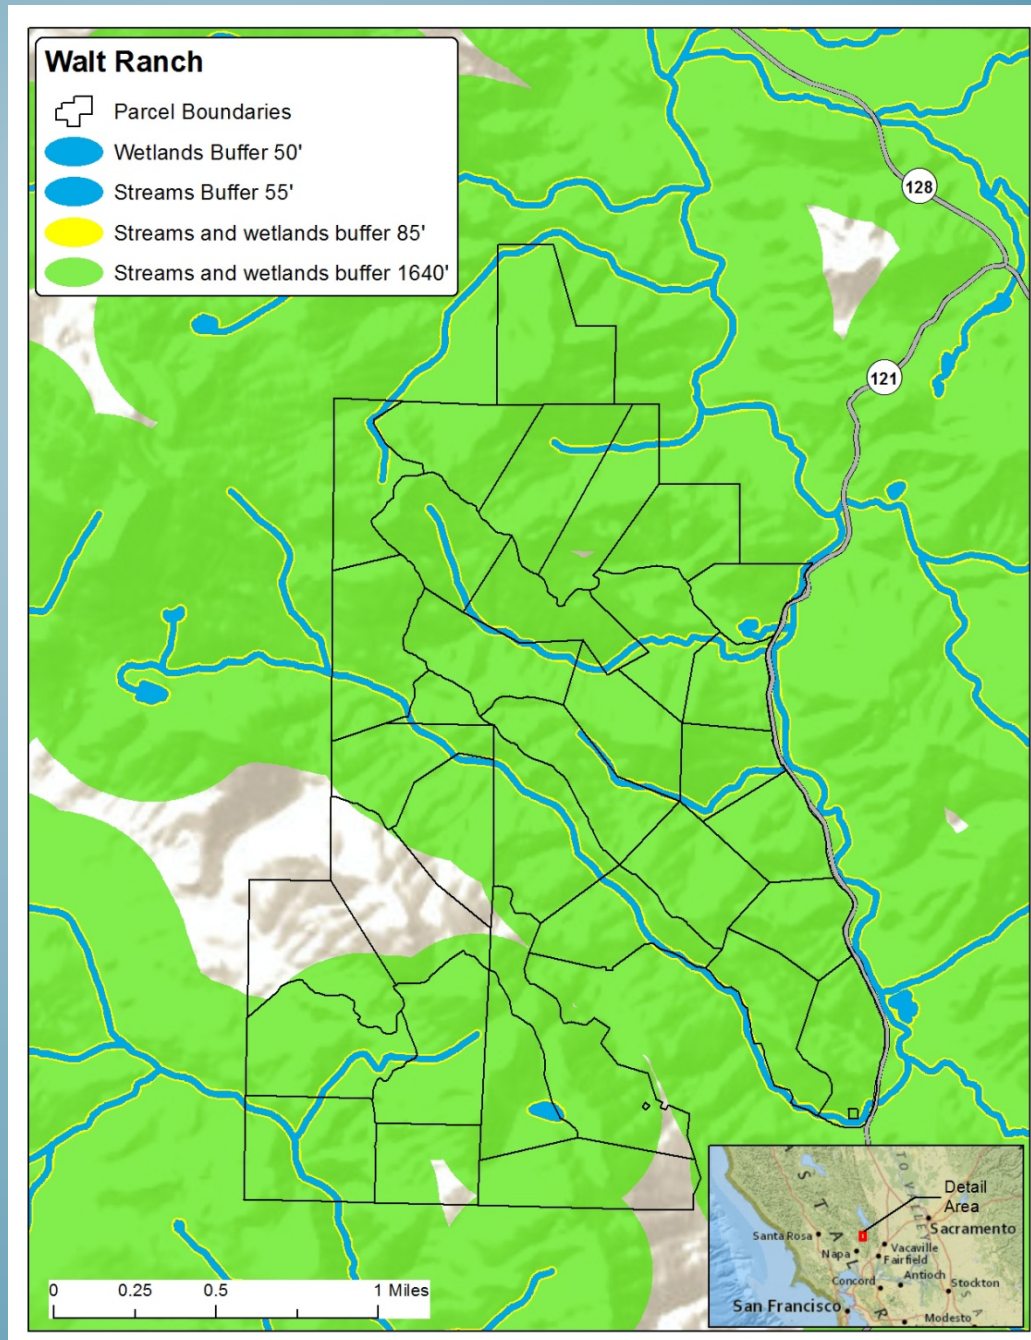 Walt Ranch
Parcel Boundaries
Wetlands Buffer 50'
Streams Buffer 55'
Streams and wetlands buffer 85'
Streams and wetlands buffer 1640'
128
121
0 0.25 0.5 1 Miles
Detail
Area
Sacramento
Santa Rosa
Napa
Vacaville
Fairfield
Concord
Antioch
Stockton
San Francisco
Modesto